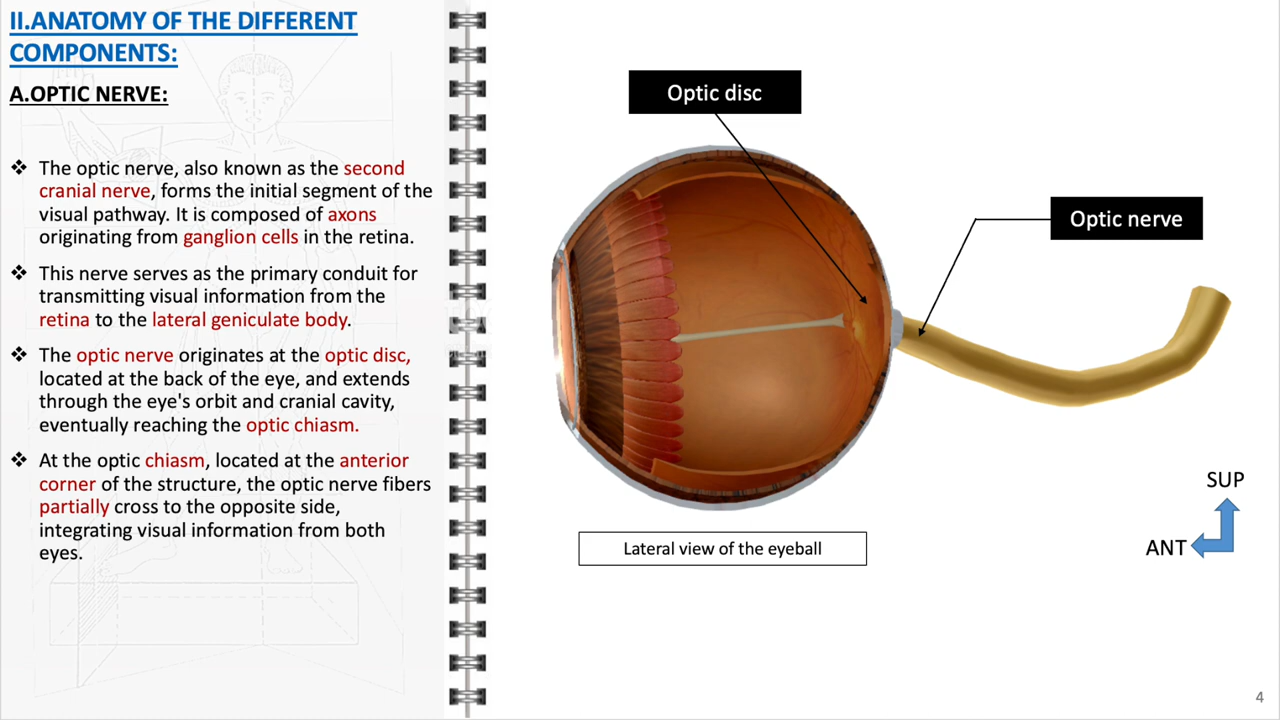 II.ANATOMY OF THE DIFFERENT
COMPONENTS:
A.OPTIC NERVE:
❖ The optic nerve, also known as the second
cranial nerve, forms the initial segment of the
visual pathway. It is composed of axons
originating from ganglion cells in the retina.
❖ This nerve serves as the primary conduit for
transmitting visual information from the
retina to the lateral geniculate body.
❖ The optic nerve originates at the optic disc,
located at the back of the eye, and extends
through the eye's orbit and cranial cavity,
eventually reaching the optic chiasm.
❖ At the optic chiasm, located at the anterior
corner of the structure, the optic nerve fibers
partially cross to the opposite side,
integrating visual information from both
eyes.
Optic disc
Optic nerve
Lateral view of the eyeball
SUP
ANT
4